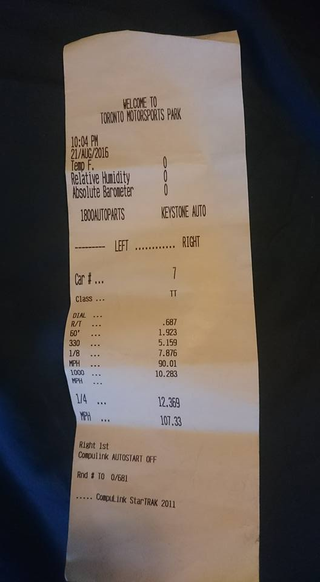 WELCOME TO
TORONTO MOTORSPORTS PARK
10:04 PM
21/AUG/2016
Temp F. 0
Relative Humidity 0
Absolute Barometer 0
1800AUTOPARTS KEYSTONE AUTO
--------- LEFT ............ RIGHT
Car # ... 7
Class ... TT
DIAL ...
R/T ... .687
60' ... 1.923
330 ... 5.159
1/8 ... 7.876
MPH ... 90.01
1000 ... 10.283
MPH ...
1/4 ... 12.369
MPH ... 107.33
Right 1st
CompuLink AUTOSTART OFF
Rnd # TO 0/681
..... CompuLink StarTRAK 2011